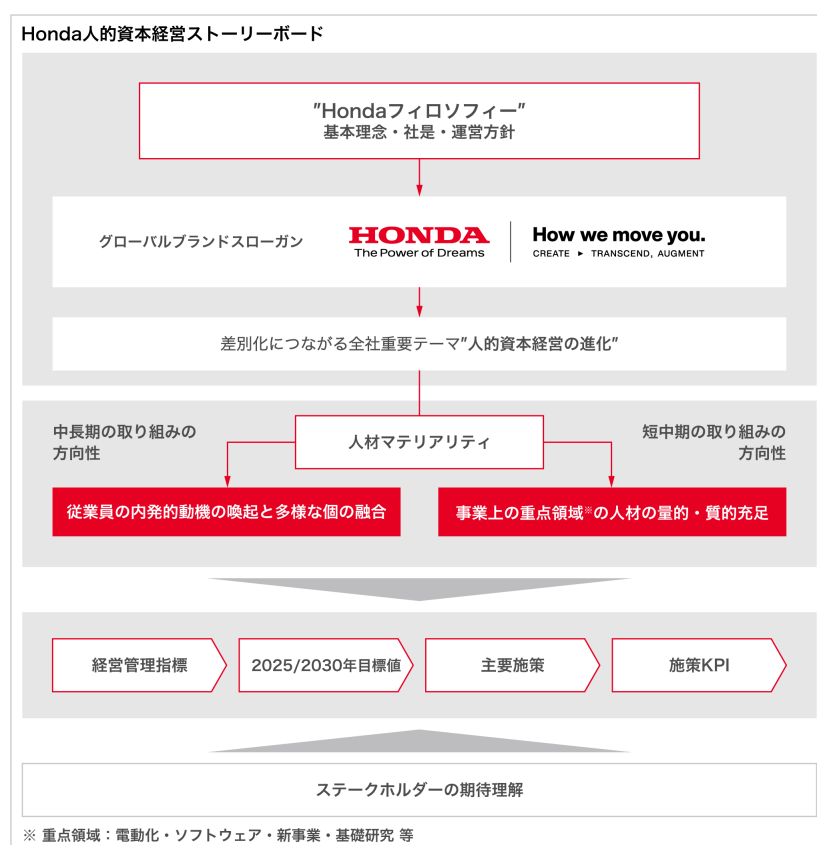 Honda人的資本経営ストーリーボード
”Hondaフィロソフィー”
基本理念・社是・運営方針
グローバルブランドスローガン
HONDA
The Power of Dreams
How we move you.
CREATE ► TRANSCEND, AUGMENT
差別化につながる全社重要テーマ”人的資本経営の進化”
中長期の取り組みの
方向性
人材マテリアリティ
短中期の取り組みの
方向性
従業員の内発的動機の喚起と多様な個の融合
事業上の重点領域※の人材の量的・質的充足
経営管理指標
2025/2030年目標値
主要施策
施策KPI
ステークホルダーの期待理解
※ 重点領域：電動化・ソフトウェア・新事業・基礎研究 等